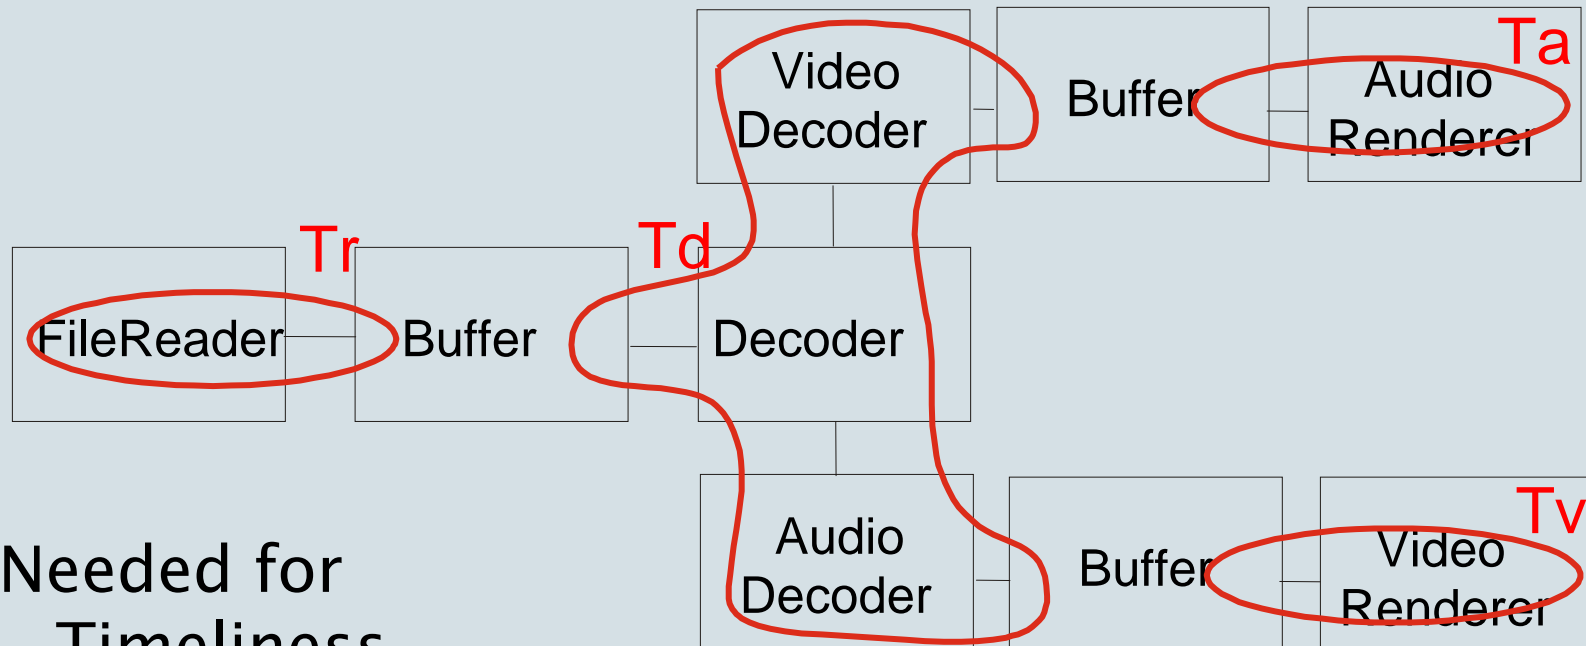 Video
Decoder
Buffer
Ta
Audio
Renderer
FileReader
Tr
Buffer
Td
Decoder
Audio
Decoder
Buffer
Tv
Video
Renderer
Needed for
Timeliness